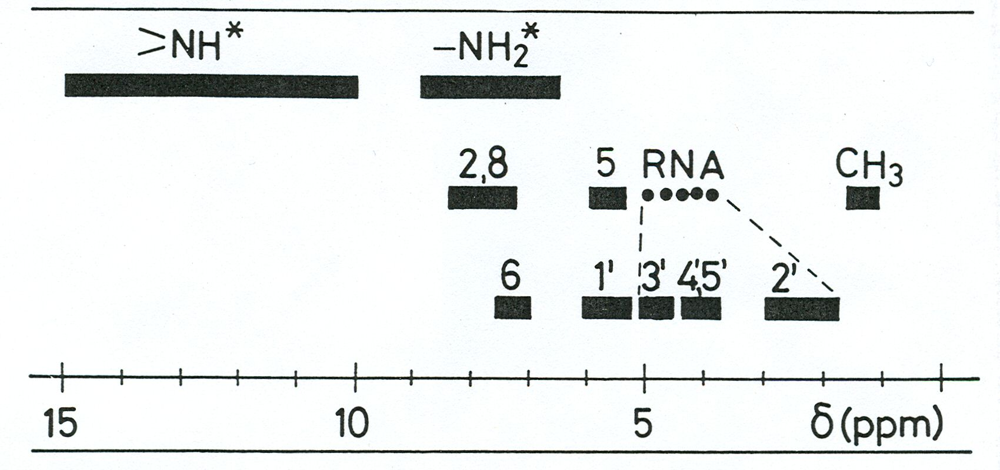 >NH* –NH₂*
2,8 5 RNA CH₃
6 1' 3' 4',5' 2'
15 10 5 δ(ppm)